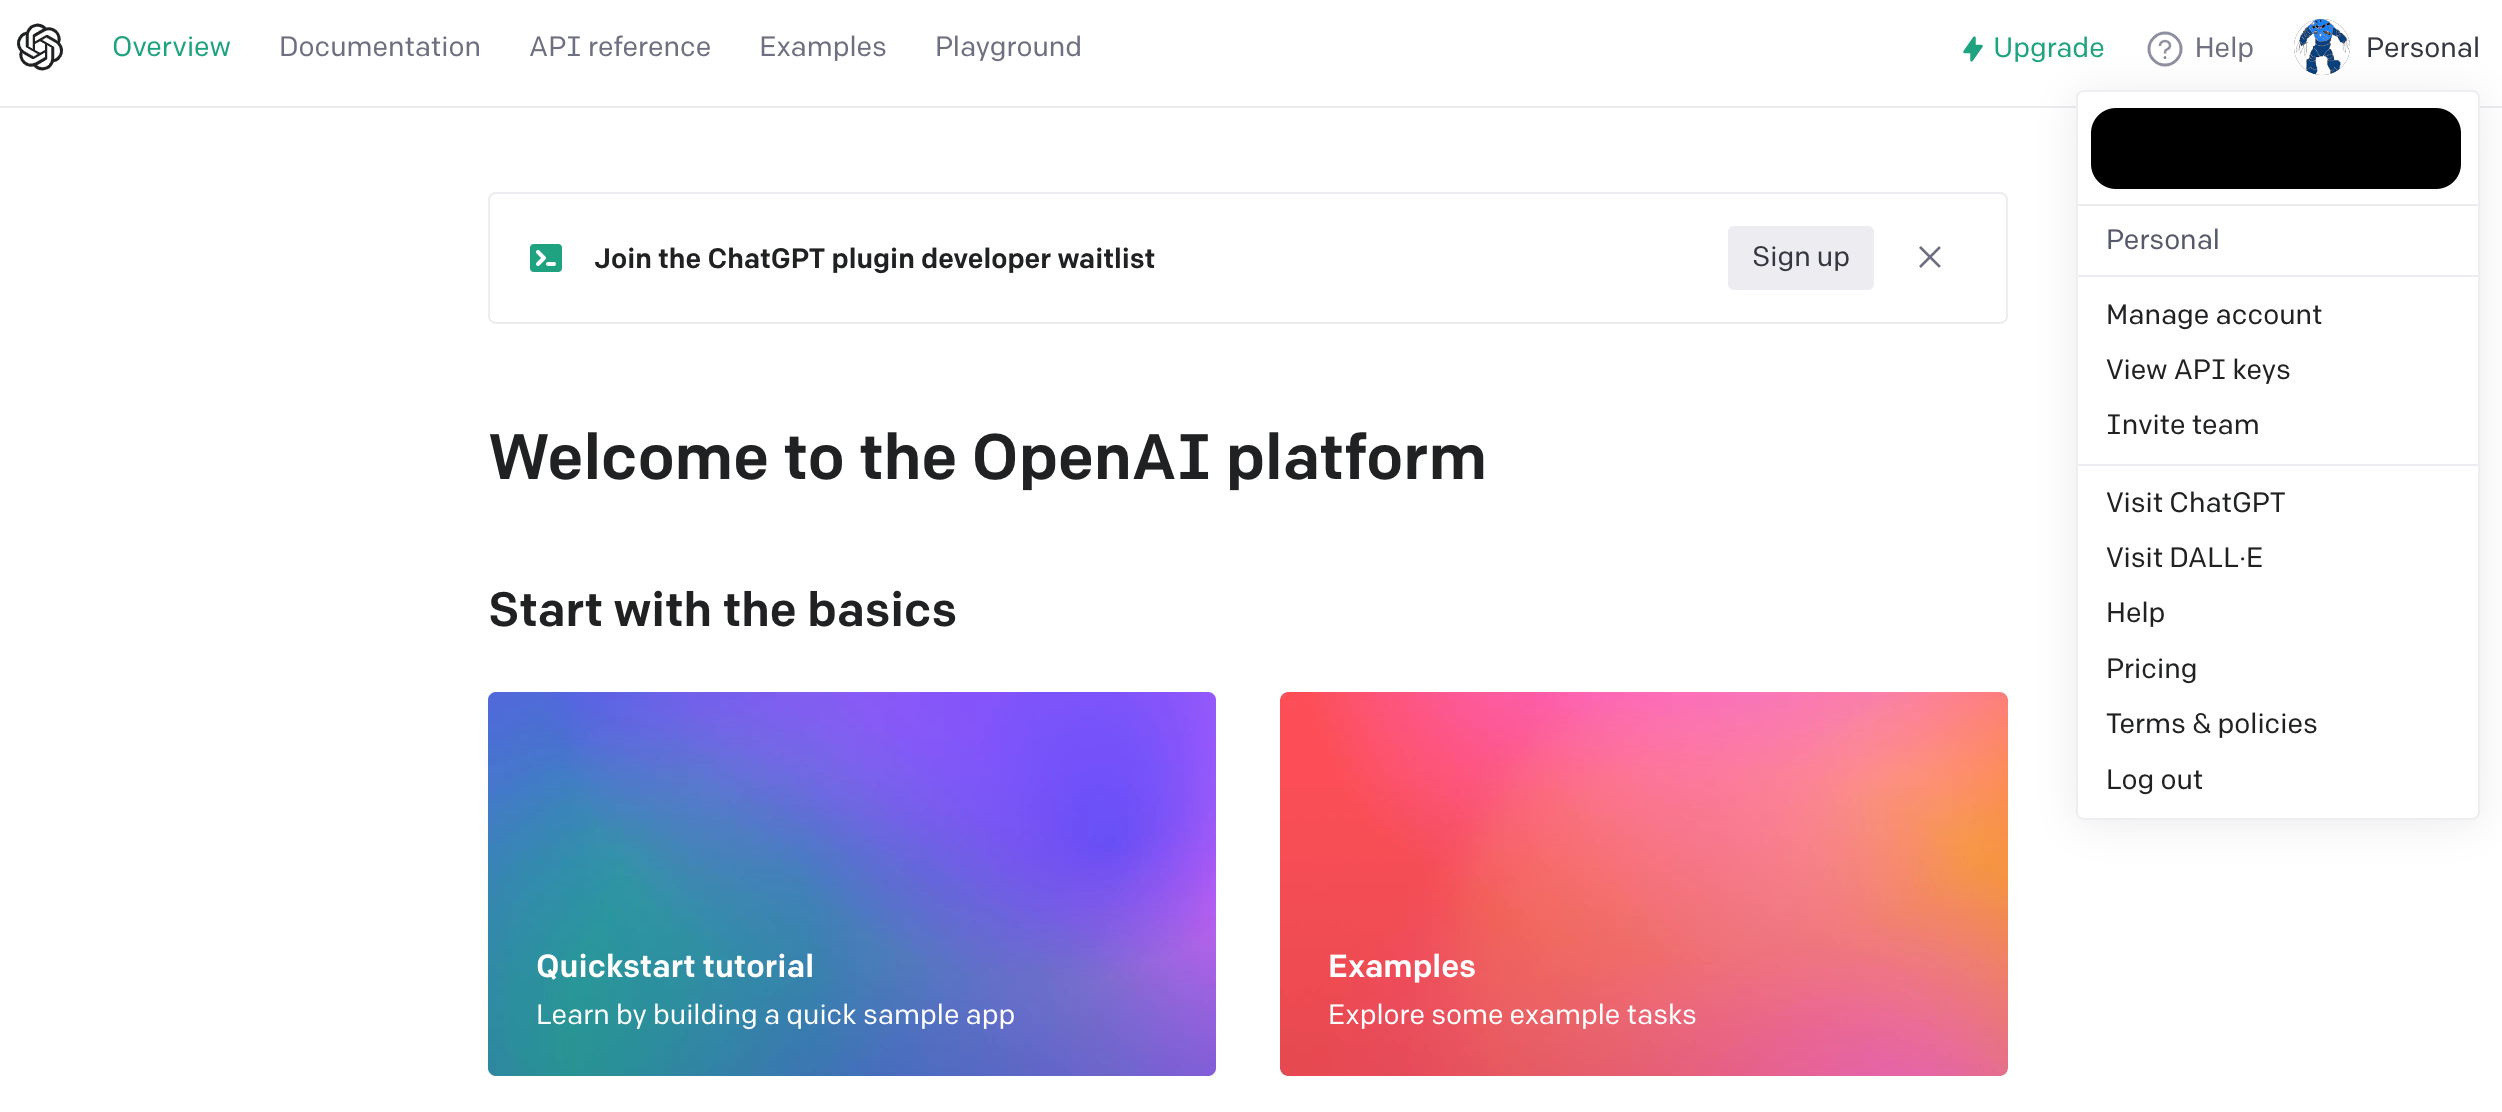 Overview Documentation API reference Examples Playground Upgrade Help Personal
Join the ChatGPT plugin developer waitlist Sign up
Welcome to the OpenAI platform
Start with the basics
Quickstart tutorial
Learn by building a quick sample app
Examples
Explore some example tasks
Personal
Manage account
View API keys
Invite team
Visit ChatGPT
Visit DALL·E
Help
Pricing
Terms & policies
Log out